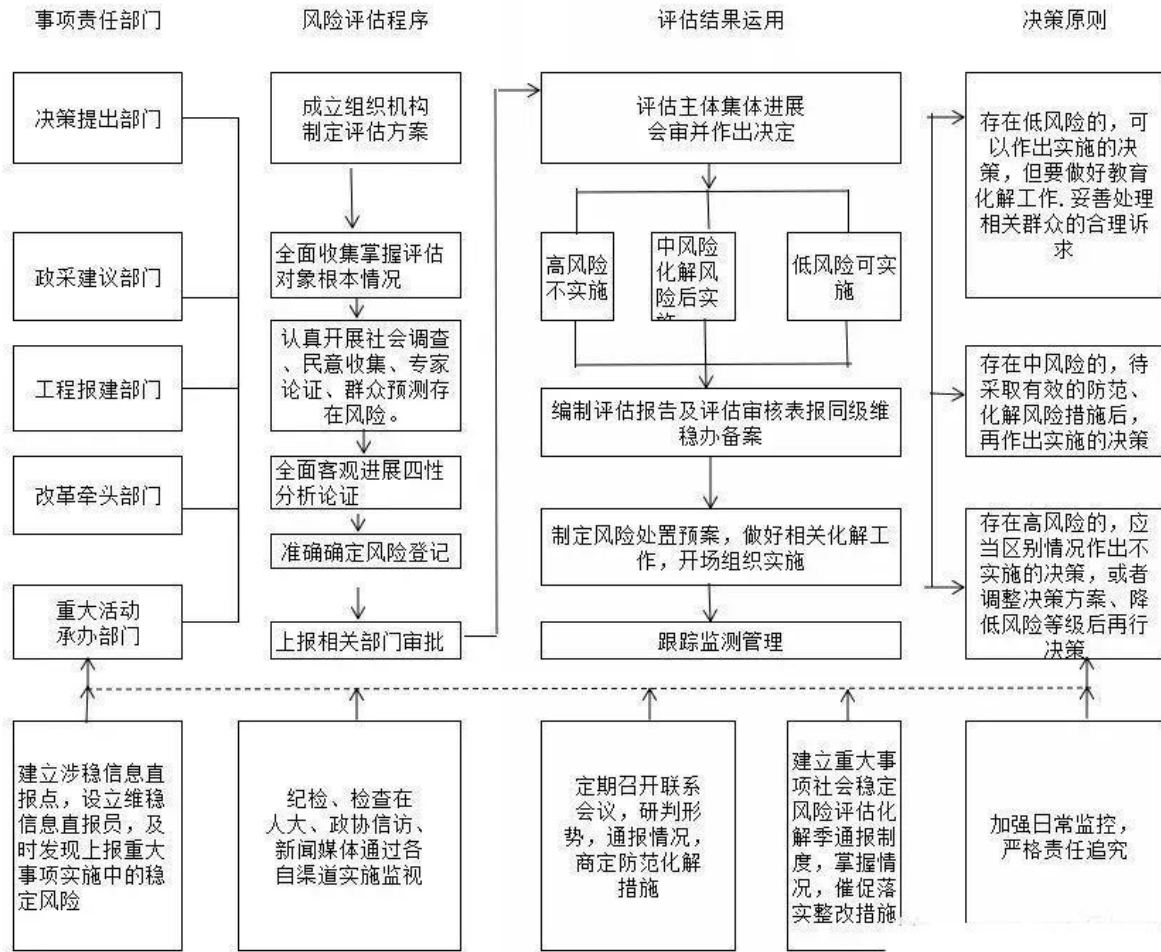 事项责任部门
风险评估程序
评估结果运用
决策原则
决策提出部门
政采建议部门
工程报建部门
改革牵头部门
重大活动
承办部门
成立组织机构
制定评估方案
全面收集掌握评估
对象根本情况
认真开展社会调查
、民意收集、专家
论证、群众预测存
在风险。
全面客观进展四性
分析论证
准确确定风险登记
上报相关部门审批
评估主体集体进展
会审并作出决定
高风险
不实施
中风险
化解风
险后实
施
低风险可实
施
编制评估报告及评估审核表报同级维
稳办备案
制定风险处置预案，做好相关化解工
作，开场组织实施
跟踪监测管理
存在低风险的，可
以作出实施的决
策，但要做好教育
化解工作.妥善处理
相关群众的合理诉
求
存在中风险的，待
采取有效的防范、
化解风险措施后，
再作出实施的决策
存在高风险的，应
当区别情况作出不
实施的决策，或者
调整决策方案、降
低风险等级后再行
决策
建立涉稳信息直
报点，设立维稳
信息直报员，及
时发现上报重大
事项实施中的稳
定风险
纪检、检查在
人大、政协信访、
新闻媒体通过各
自渠道实施监视
定期召开联系
会议，研判形
势，通报情况，
商定防范化解
措施
建立重大事
项社会稳定
风险评估化
解季通报制
度，掌握情
况，催促落
实整改措施
加强日常监控，
严格责任追究